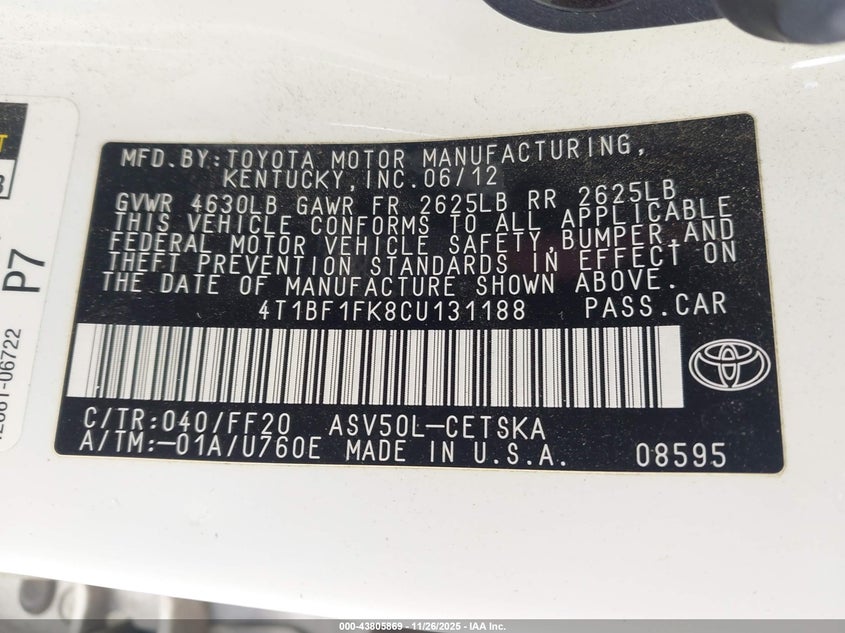 MFD.BY:TOYOTA MOTOR MANUFACTURING,
KENTUCKY,INC.06/12
GVWR 4630LB GAWR FR 2625LB RR 2625LB
THIS VEHICLE CONFORMS TO ALL APPLICABLE
FEDERAL MOTOR VEHICLE SAFETY,BUMPER AND
THEFT PREVENTION STANDARDS IN EFFECT ON
THE DATE OF MANUFACTURE SHOWN ABOVE.
4T1BF1FK8CU131188 PASS.CAR
C/TR:040/FF20 ASV50L-CETSKA
A/TM:-01A/U760E MADE IN U.S.A. 08595
P7
000-43805869 - 11/26/2025 - IAA Inc.